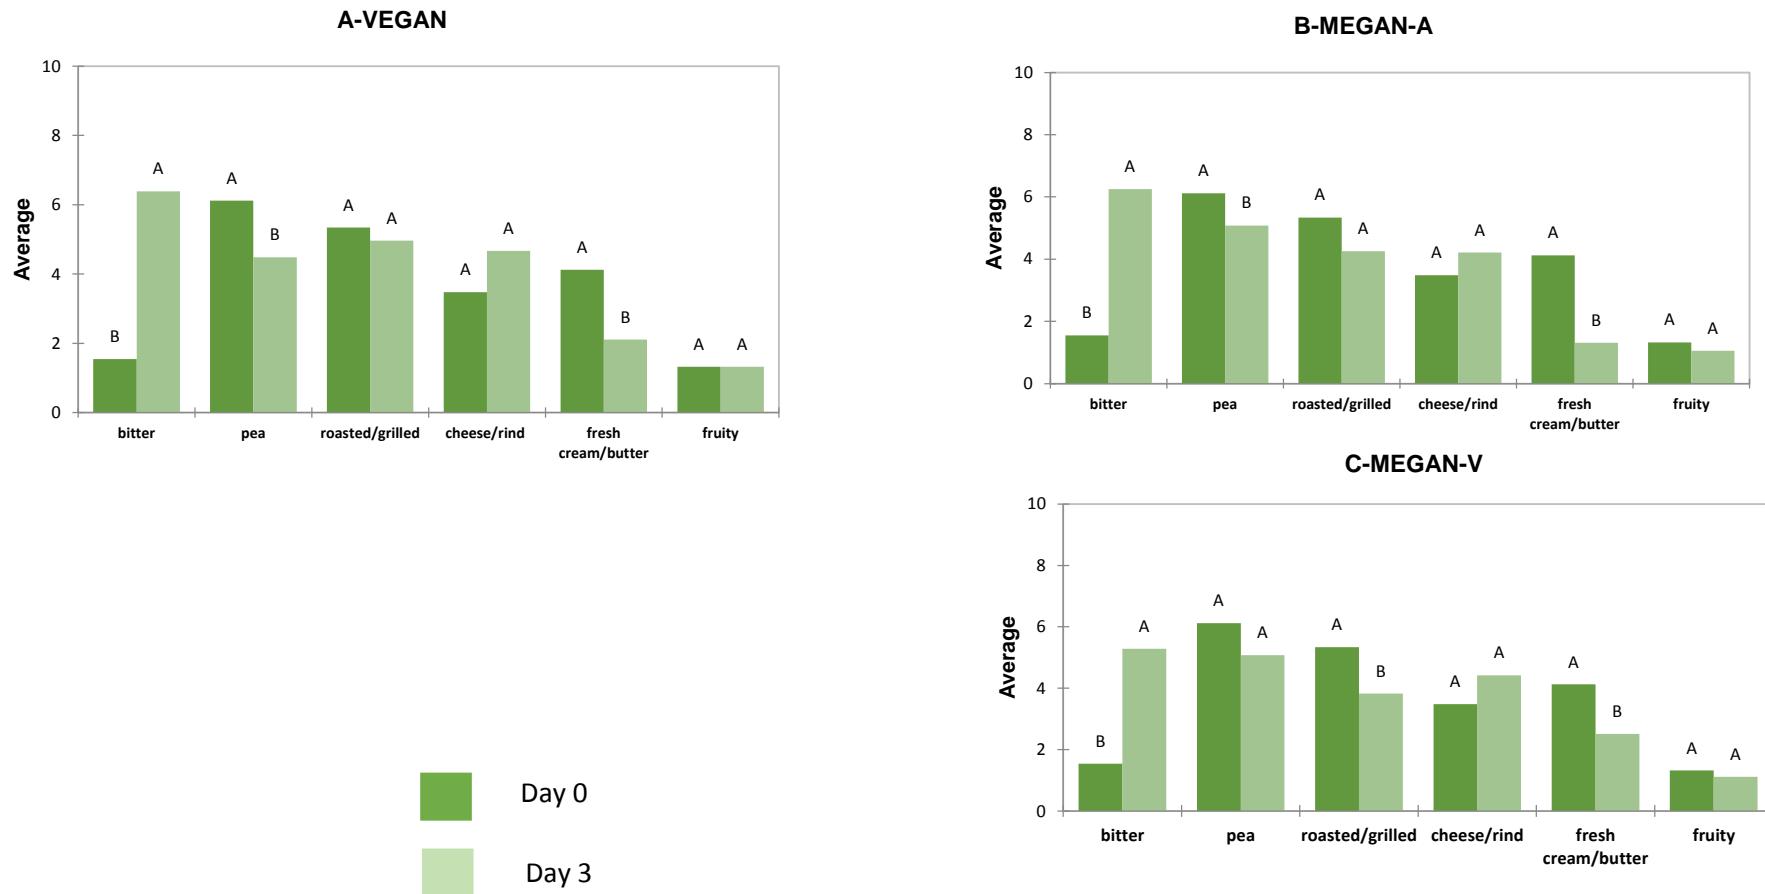 A-VEGAN
10
8
6
4
2
0
Average
B A
A B
A A
A A
A B
A A
bitter pea roasted/grilled cheese/rind fresh fruity
cream/butter
B-MEGAN-A
10
8
6
4
2
0
Average
B A
A B
A A
A A
A B
A A
bitter pea roasted/grilled cheese/rind fresh fruity
cream/butter
C-MEGAN-V
10
8
6
4
2
0
Average
B A
A A
A B
A A
A B
A A
bitter pea roasted/grilled cheese/rind fresh fruity
cream/butter
Day 0
Day 3